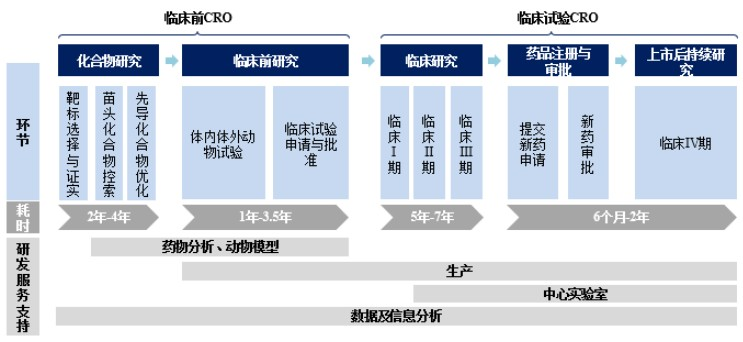 临床前CRO
临床试验CRO
化合物研究
临床前研究
临床研究
药品注册与
审批
上市后持续研
究
环节
靶标选择与证实
苗头化合物控索
先导化合物优化
体内体外动
物试验
临床试验
申请与批
准
临床Ⅰ期
临床Ⅱ期
临床Ⅲ期
提交
新药
申请
新药审批
临床IV期
耗时
2年-4年
1年-3.5年
5年-7年
6个月-2年
研发服务支持
药物分析、动物模型
生产
中心实验室
数据及信息分析